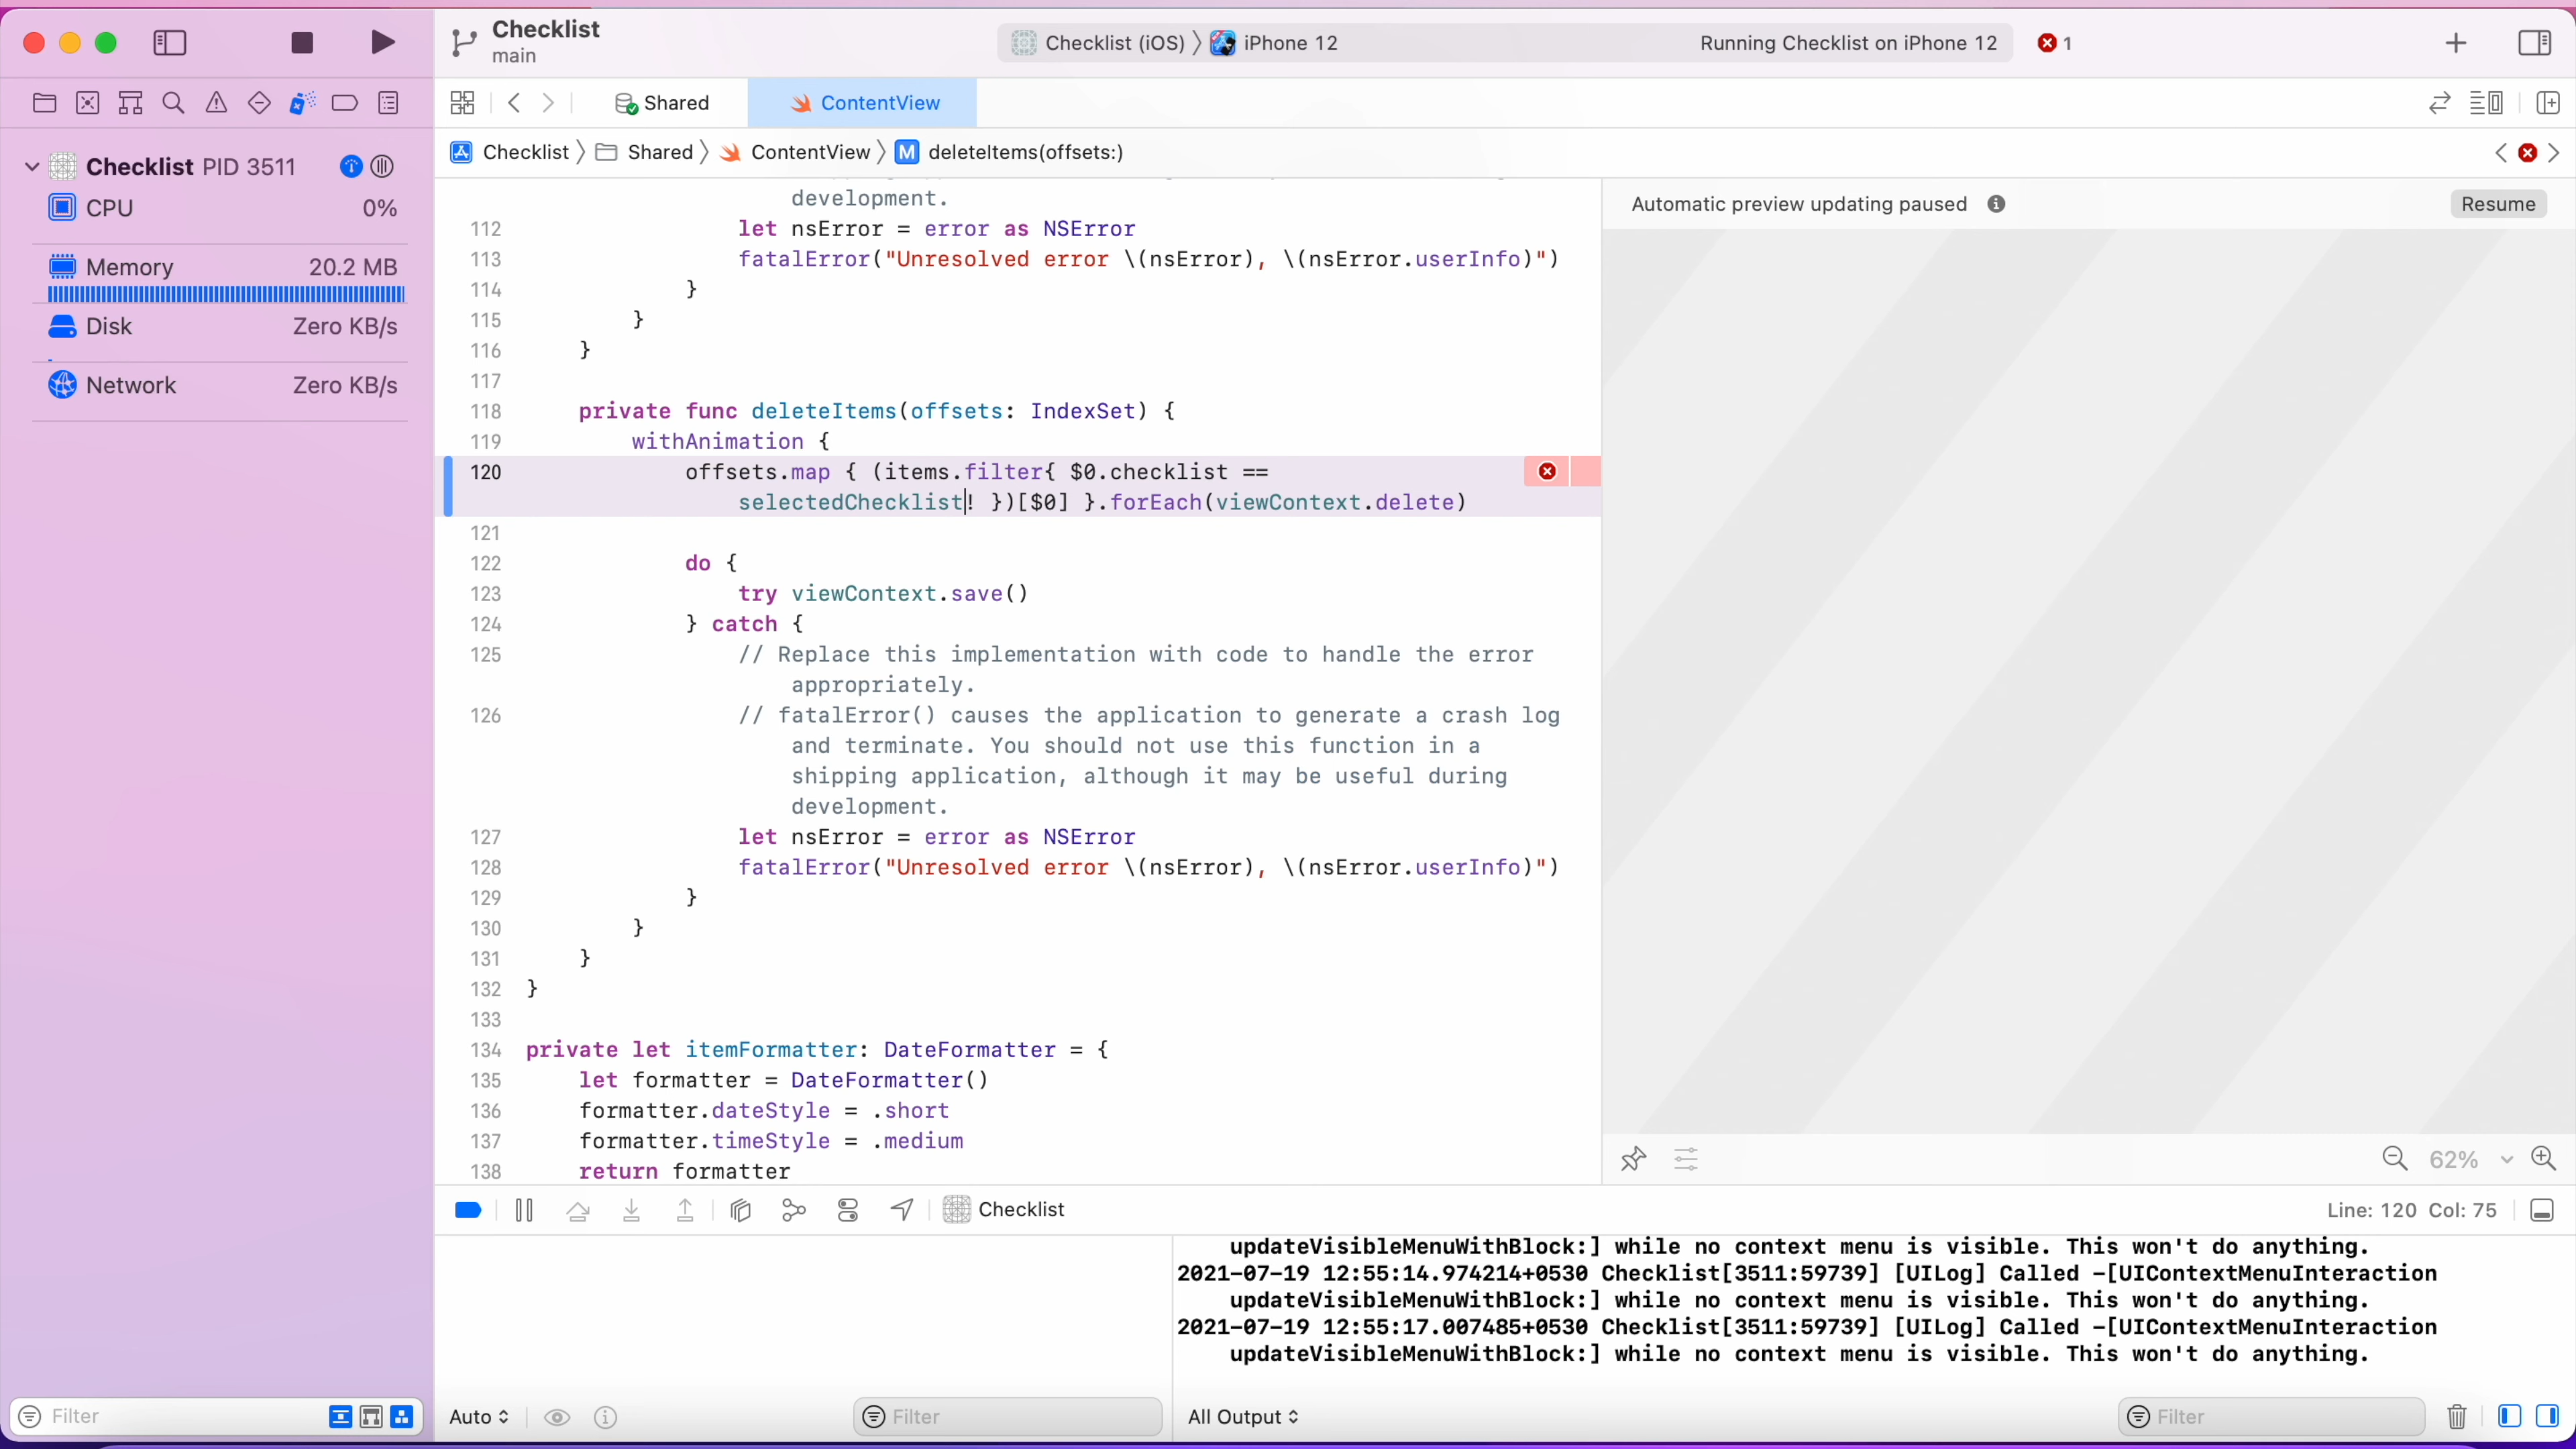 Checklist
main
Checklist (iOS) 〉 iPhone 12
Running Checklist on iPhone 12
1
Shared
ContentView
Checklist 〉 Shared 〉 ContentView 〉 M deleteItems(offsets:)
Checklist PID 3511
CPU 0%
Memory 20.2 MB
Disk Zero KB/s
Network Zero KB/s
Filter
development.
112 let nsError = error as NSError
113 fatalError("Unresolved error \(nsError), \(nsError.userInfo)")
114 }
115 }
116 }
117
118 private func deleteItems(offsets: IndexSet) {
119 withAnimation {
120 offsets.map { (items.filter{ $0.checklist ==
selectedChecklist! })[$0] }.forEach(viewContext.delete)
121
122 do {
123 try viewContext.save()
124 } catch {
125 // Replace this implementation with code to handle the error
appropriately.
126 // fatalError() causes the application to generate a crash log
and terminate. You should not use this function in a
shipping application, although it may be useful during
development.
127 let nsError = error as NSError
128 fatalError("Unresolved error \(nsError), \(nsError.userInfo)")
129 }
130 }
131 }
132 }
133
134 private let itemFormatter: DateFormatter = {
135 let formatter = DateFormatter()
136 formatter.dateStyle = .short
137 formatter.timeStyle = .medium
138 return formatter
Automatic preview updating paused
Resume
62%
Checklist
Line: 120 Col: 75
updateVisibleMenuWithBlock:] while no context menu is visible. This won't do anything.
2021-07-19 12:55:14.974214+0530 Checklist[3511:59739] [UILog] Called -[UIContextMenuInteraction
updateVisibleMenuWithBlock:] while no context menu is visible. This won't do anything.
2021-07-19 12:55:17.007485+0530 Checklist[3511:59739] [UILog] Called -[UIContextMenuInteraction
updateVisibleMenuWithBlock:] while no context menu is visible. This won't do anything.
Auto
Filter
All Output
Filter